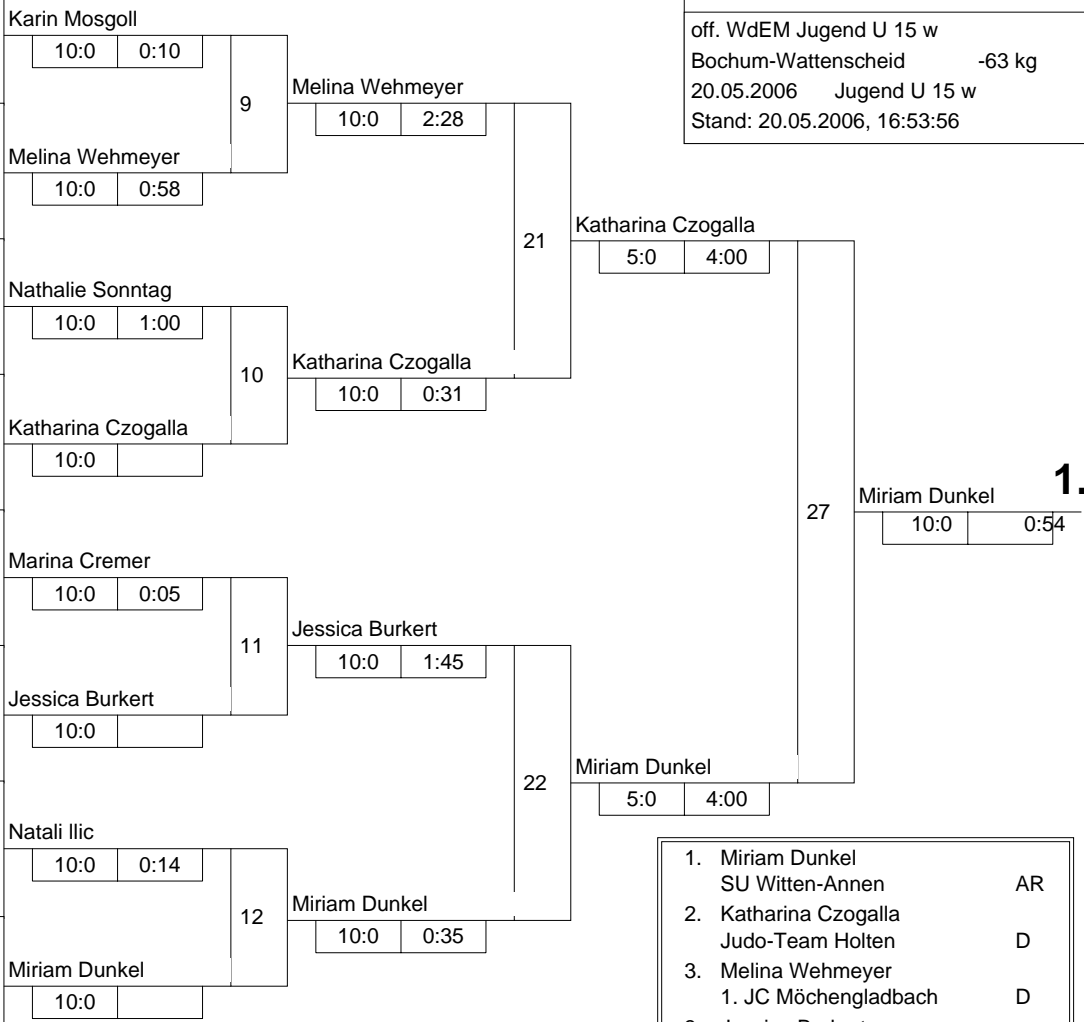 Karin Mosgoll
10:0 0:10
9
Melina Wehmeyer
10:0 2:28
Melina Wehmeyer
10:0 0:58
off. WdEM Jugend U 15 w
Bochum-Wattenscheid -63 kg
20.05.2006 Jugend U 15 w
Stand: 20.05.2006, 16:53:56
21
Katharina Czogalla
5:0 4:00
Nathalie Sonntag
10:0 1:00
10
Katharina Czogalla
10:0 0:31
Katharina Czogalla
10:0
27
Miriam Dunkel 1.
10:0 0:54
Marina Cremer
10:0 0:05
11
Jessica Burkert
10:0 1:45
Jessica Burkert
10:0
22
Miriam Dunkel
5:0 4:00
Natali Ilic
10:0 0:14
12
Miriam Dunkel
10:0 0:35
Miriam Dunkel
10:0
1. Miriam Dunkel
SU Witten-Annen AR
2. Katharina Czogalla
Judo-Team Holten D
3. Melina Wehmeyer
1. JC Möchengladbach D